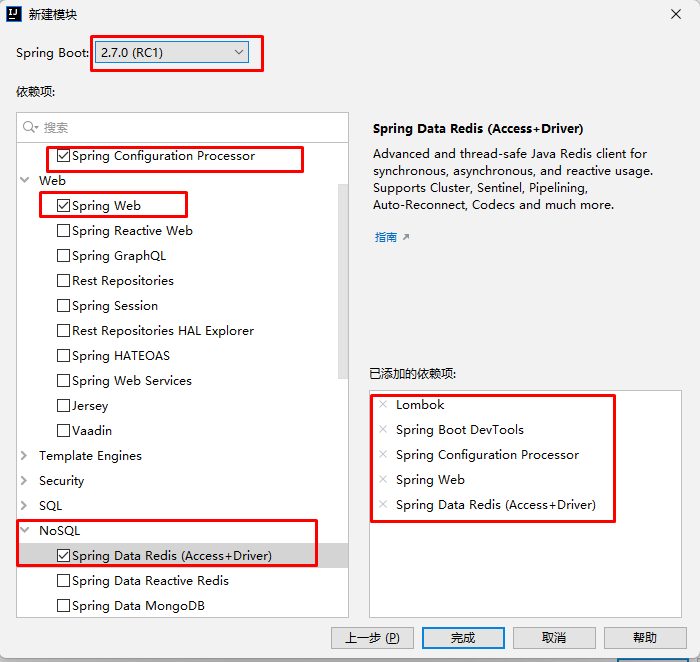 新建模块
Spring Boot: 2.7.0 (RC1)
依赖项:
搜索
Spring Configuration Processor
Web
Spring Web
Spring Reactive Web
Spring GraphQL
Rest Repositories
Spring Session
Rest Repositories HAL Explorer
Spring HATEOAS
Spring Web Services
Jersey
Vaadin
Template Engines
Security
SQL
NoSQL
Spring Data Redis (Access+Driver)
Spring Data Reactive Redis
Spring Data MongoDB
Spring Data Redis (Access+Driver)
Advanced and thread-safe Java Redis client for
synchronous, asynchronous, and reactive usage.
Supports Cluster, Sentinel, Pipelining,
Auto-Reconnect, Codecs and much more.
指南
已添加的依赖项:
Lombok
Spring Boot DevTools
Spring Configuration Processor
Spring Web
Spring Data Redis (Access+Driver)
上一步 (P) 完成 取消 帮助